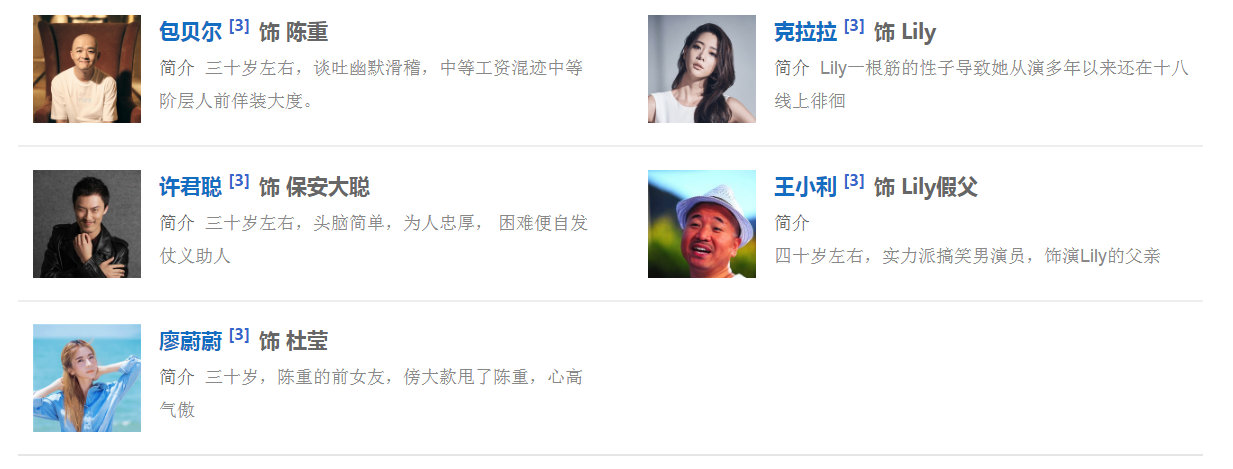 包贝尔 [3] 饰 陈重
简介 三十岁左右，谈吐幽默滑稽，中等工资混迹中等
阶层人前佯装大度。
克拉拉 [3] 饰 Lily
简介 Lily一根筋的性子导致她从演多年以来还在十八
线上徘徊
许君聪 [3] 饰 保安大聪
简介 三十岁左右，头脑简单，为人忠厚， 困难便自发
仗义助人
王小利 [3] 饰 Lily假父
简介
四十岁左右，实力派搞笑男演员，饰演Lily的父亲
廖蔚蔚 [3] 饰 杜莹
简介 三十岁，陈重的前女友，傍大款甩了陈重，心高
气傲